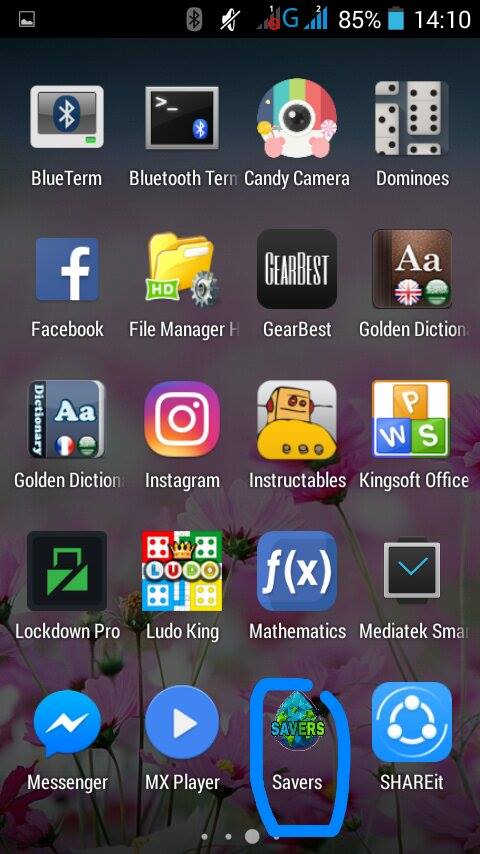 1 G 2 85% 14:10
>_
BlueTerm Bluetooth Term Candy Camera Dominoes
f HD GEARBEST Aa
Facebook File Manager H GearBest Golden Diction
Dictionary Aa P W S
Golden Diction Instagram Instructables Kingsoft Office
LUDO f(x)
Lockdown Pro Ludo King Mathematics Mediatek Smar
SAVERS
Messenger MX Player Savers SHAREit